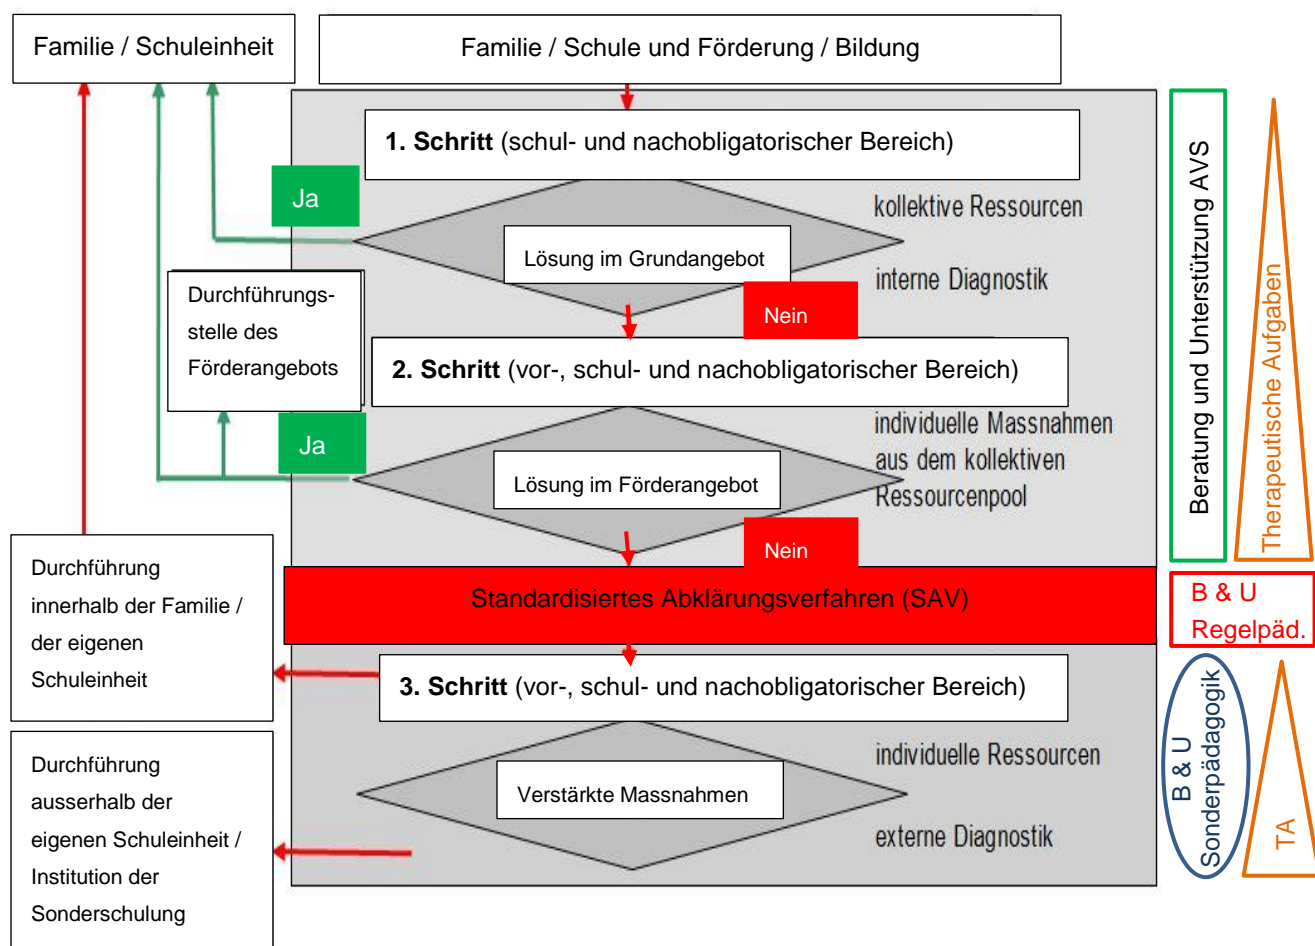 Familie / Schuleinheit
Familie / Schule und Förderung / Bildung
1. Schritt (schul- und nachobligatorischer Bereich)
Ja
kollektive Ressourcen
Lösung im Grundangebot
interne Diagnostik
Nein
Durchführungs-
stelle des
Förderangebots
2. Schritt (vor-, schul- und nachobligatorischer Bereich)
Ja
individuelle Massnahmen
aus dem kollektiven
Ressourcenpool
Lösung im Förderangebot
Nein
Standardisiertes Abklärungsverfahren (SAV)
Durchführung
innerhalb der Familie /
der eigenen
Schuleinheit
3. Schritt (vor-, schul- und nachobligatorischer Bereich)
individuelle Ressourcen
Verstärkte Massnahmen
externe Diagnostik
Durchführung
ausserhalb der
eigenen Schuleinheit /
Institution der
Sonderschulung
Beratung und Unterstützung AVS
Therapeutische Aufgaben
B & U
Regelpäd.
B & U
Sonderpädagogik
TA